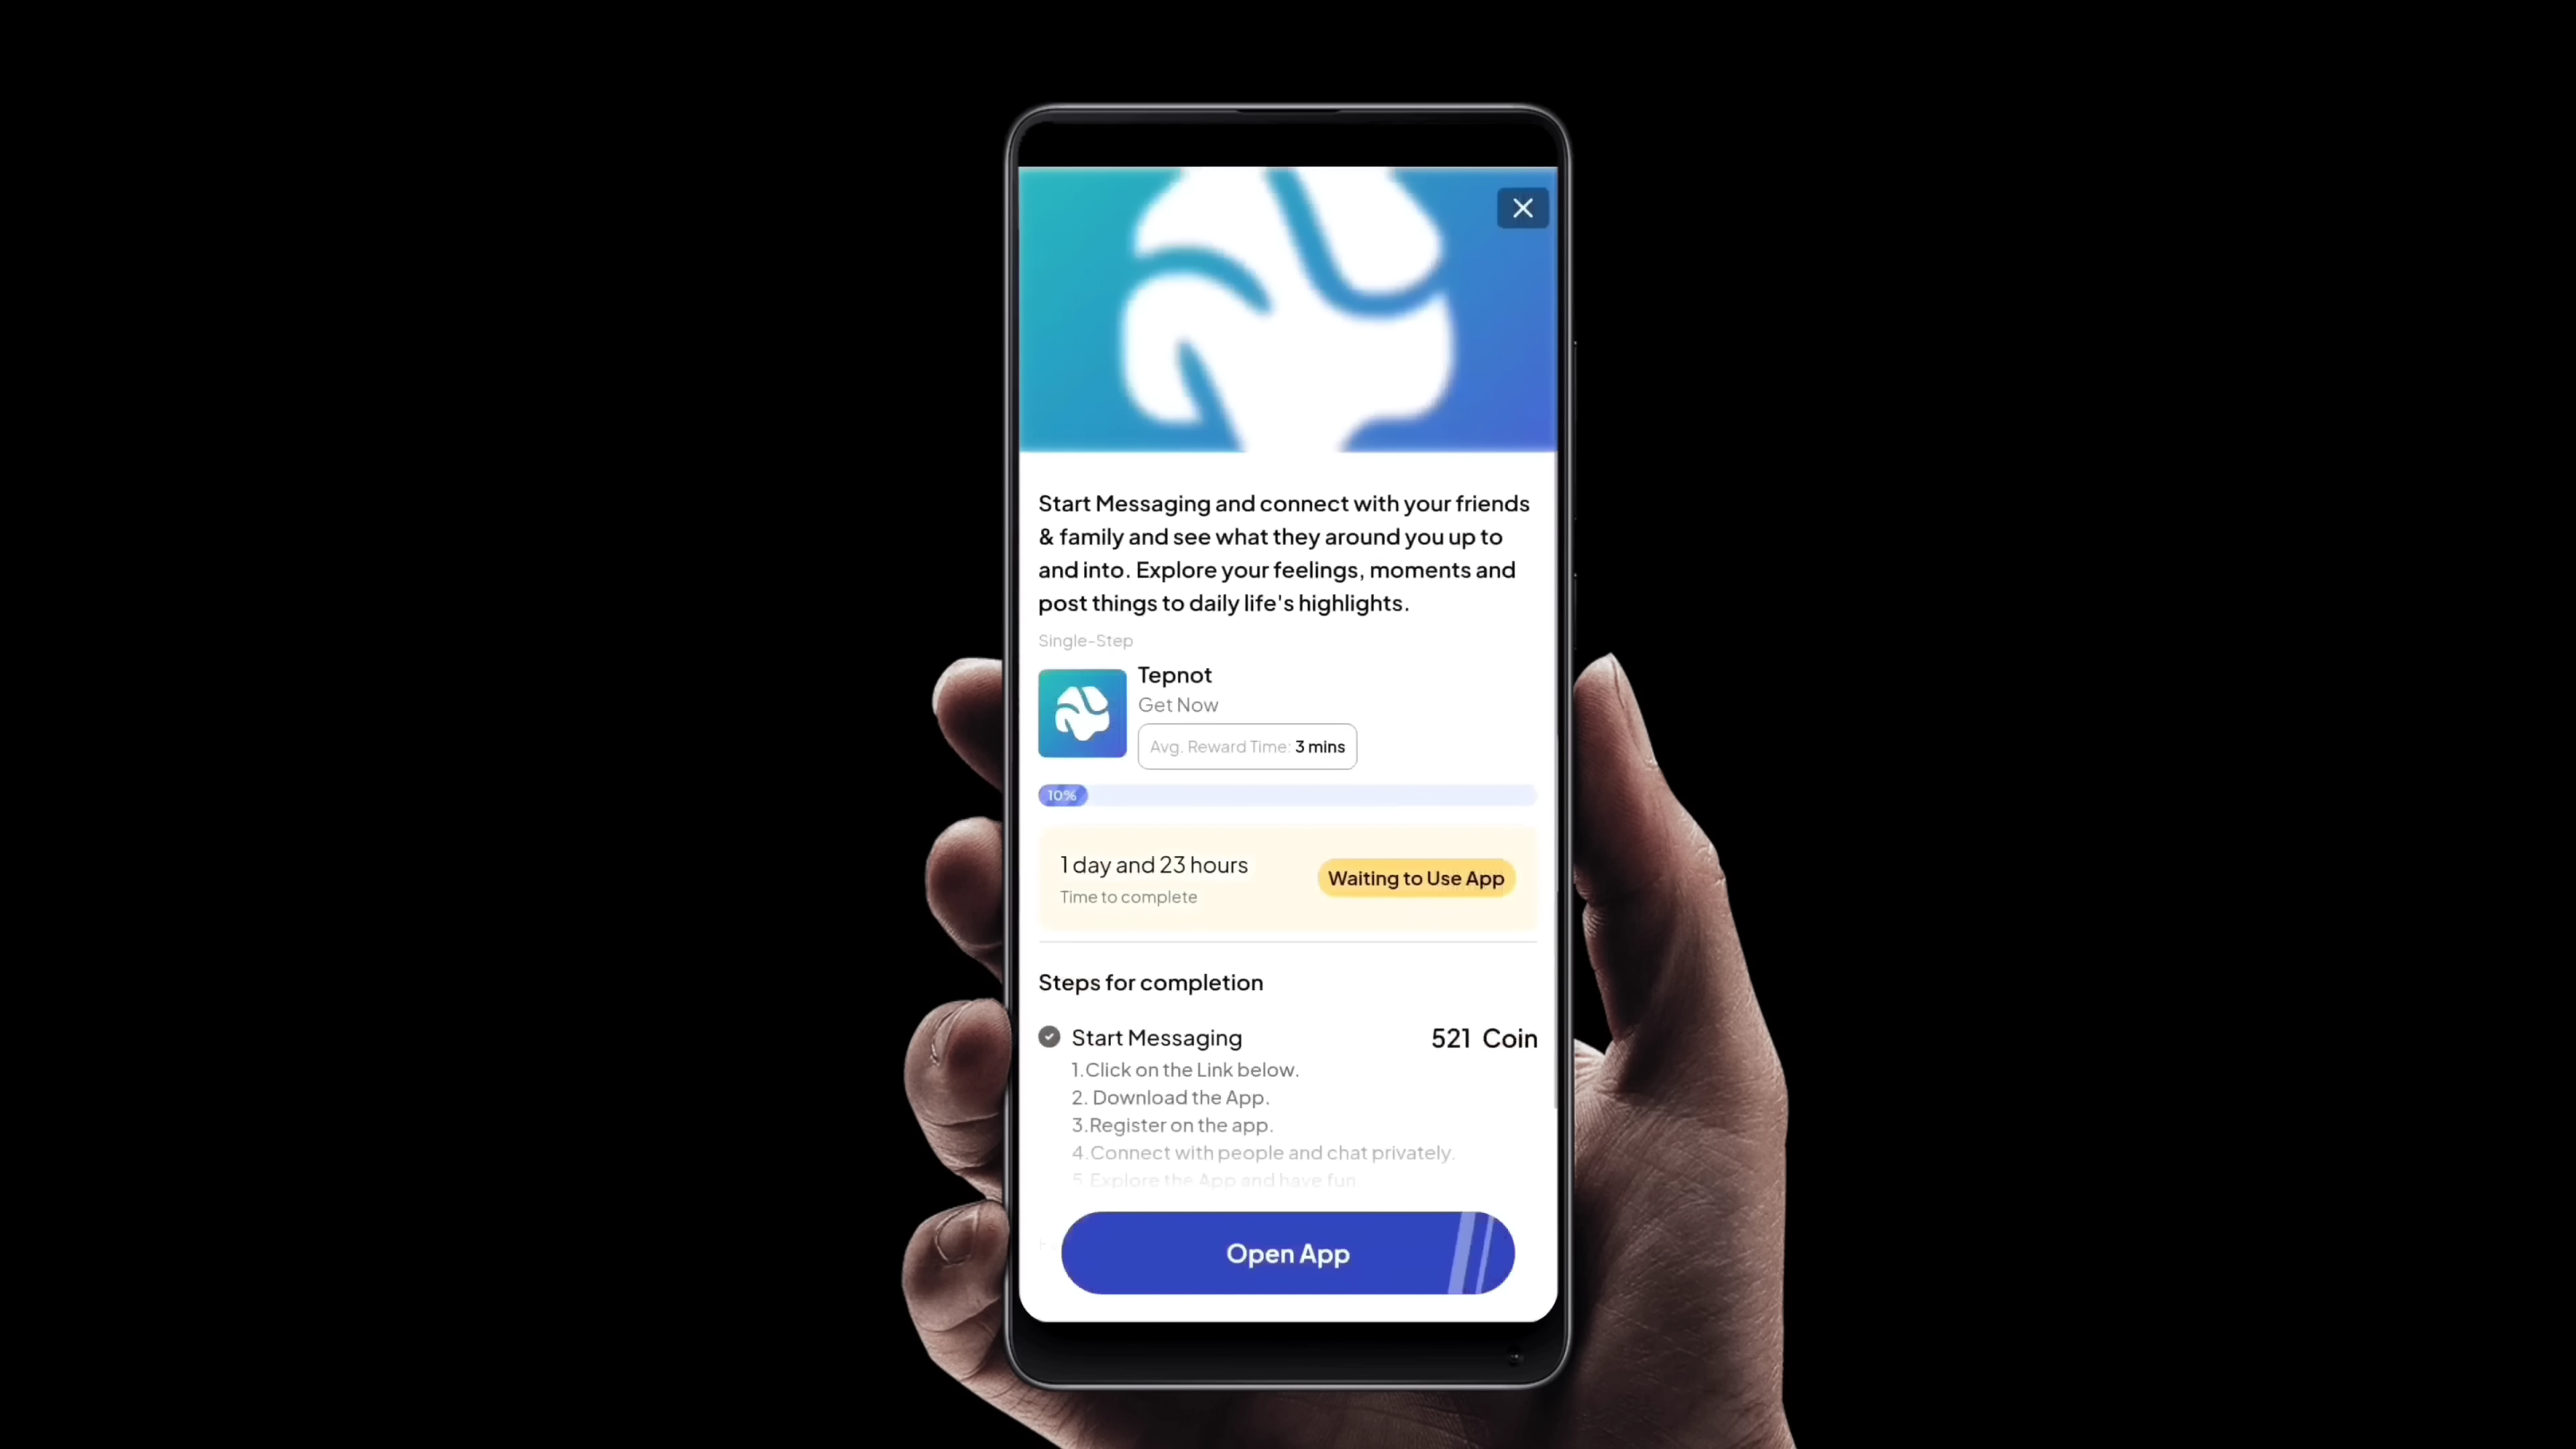 Start Messaging and connect with your friends
& family and see what they around you up to
and into. Explore your feelings, moments and
post things to daily life's highlights.
Single-Step
Tepnot
Get Now
Avg. Reward Time: 3 mins
10%
1 day and 23 hours
Waiting to Use App
Time to complete
Steps for completion
Start Messaging
521 Coin
1.Click on the Link below.
2. Download the App.
3.Register on the app.
4.Connect with people and chat privately.
5.Explore the App and have fun
Open App